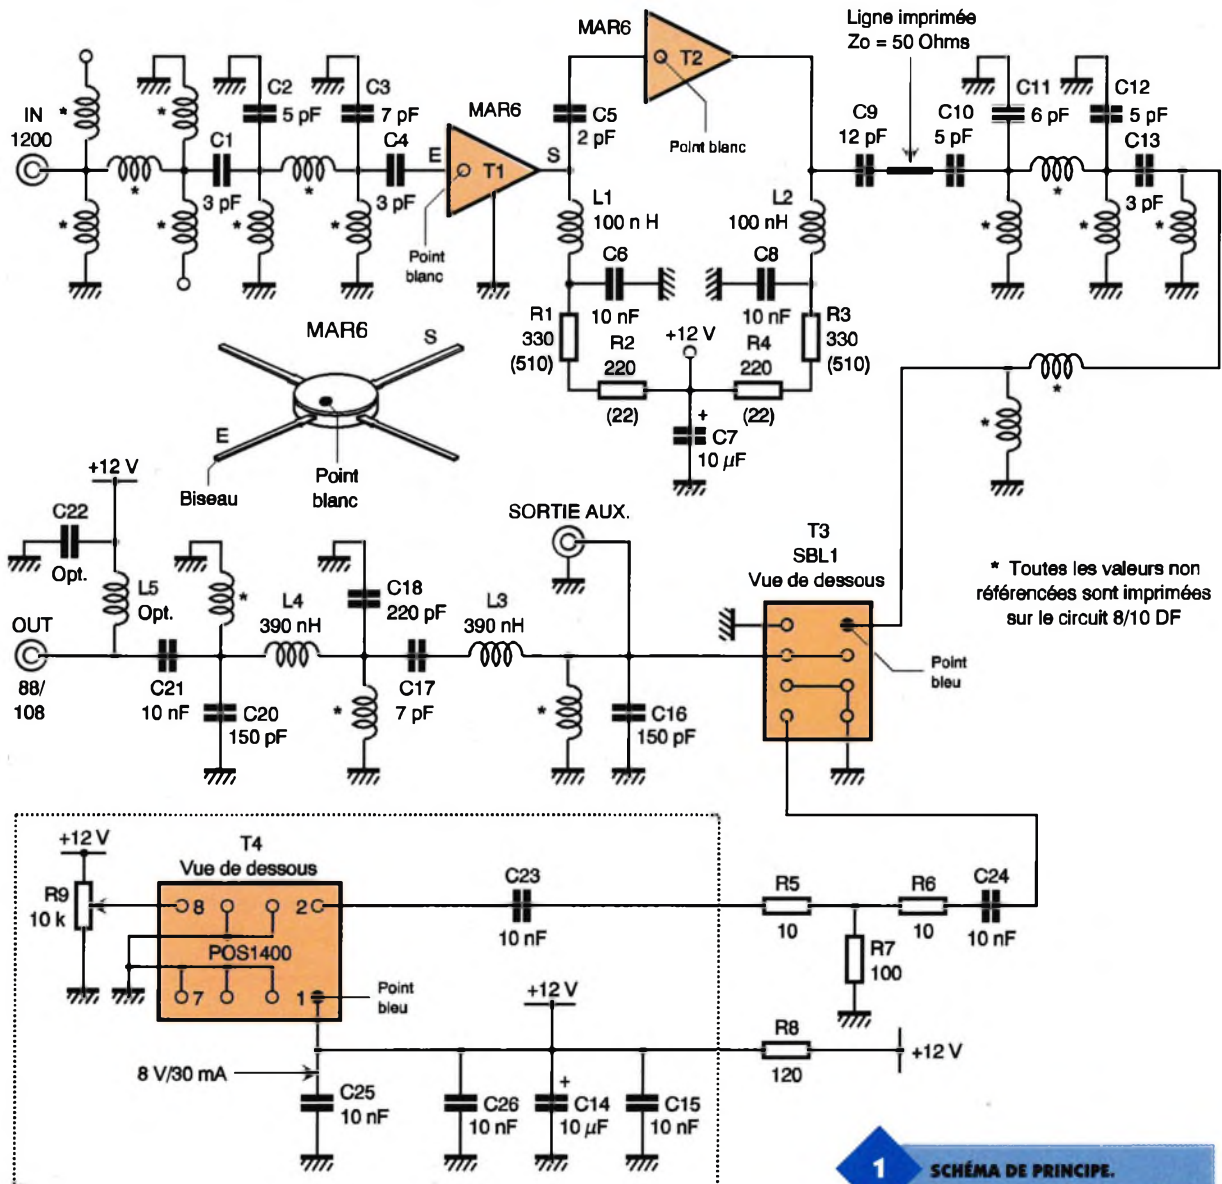 IN
1200
*
*
*
*
*
C1
3 pF
C2
5 pF
*
*
C3
7 pF
*
C4
3 pF
E
MAR6
T1
Point
blanc
S
C5
2 pF
MAR6
T2
Point blanc
L1
100 n H
C6
10 nF
R1
330
(510)
R2
220
(22)
+12 V
C7
+
10 µF
R4
220
(22)
R3
330
(510)
C8
10 nF
L2
100 nH
Ligne imprimée
Zo = 50 Ohms
C9
12 pF
C10
5 pF
C11
6 pF
*
*
C12
5 pF
*
C13
3 pF
*
*
*
MAR6
S
E
Biseau
Point
blanc
+12 V
C22
Opt.
L5
Opt.
OUT
88/
108
C21
10 nF
*
C20
150 pF
L4
390 nH
C18
220 pF
*
C17
7 pF
L3
390 nH
*
SORTIE AUX.
C16
150 pF
T3
SBL1
Vue de dessous
Point
bleu
* Toutes les valeurs non
référencées sont imprimées
sur le circuit 8/10 DF
+12 V
R9
10 k
T4
Vue de dessous
8
2
POS1400
7
1
Point
bleu
C23
10 nF
R5
10
R6
10
C24
10 nF
R7
100
+12 V
R8
120
+12 V
8 V/30 mA
C25
10 nF
C26
10 nF
+
C14
10 µF
C15
10 nF
1
SCHÉMA DE PRINCIPE.